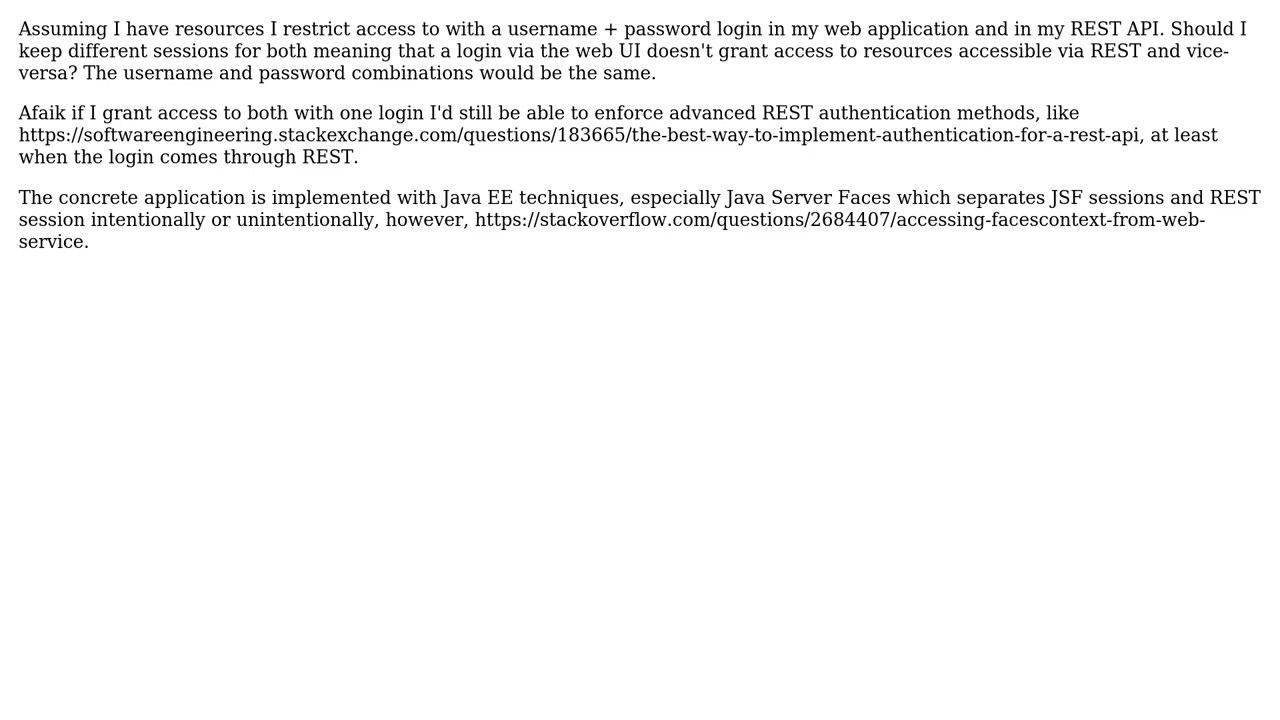 Assuming I have resources I restrict access to with a username + password login in my web application and in my REST API. Should I
keep different sessions for both meaning that a login via the web UI doesn't grant access to resources accessible via REST and vice-
versa? The username and password combinations would be the same.
Afaik if I grant access to both with one login I'd still be able to enforce advanced REST authentication methods, like
https://softwareengineering.stackexchange.com/questions/183665/the-best-way-to-implement-authentication-for-a-rest-api, at least
when the login comes through REST.
The concrete application is implemented with Java EE techniques, especially Java Server Faces which separates JSF sessions and REST
session intentionally or unintentionally, however, https://stackoverflow.com/questions/2684407/accessing-facescontext-from-web-
service.